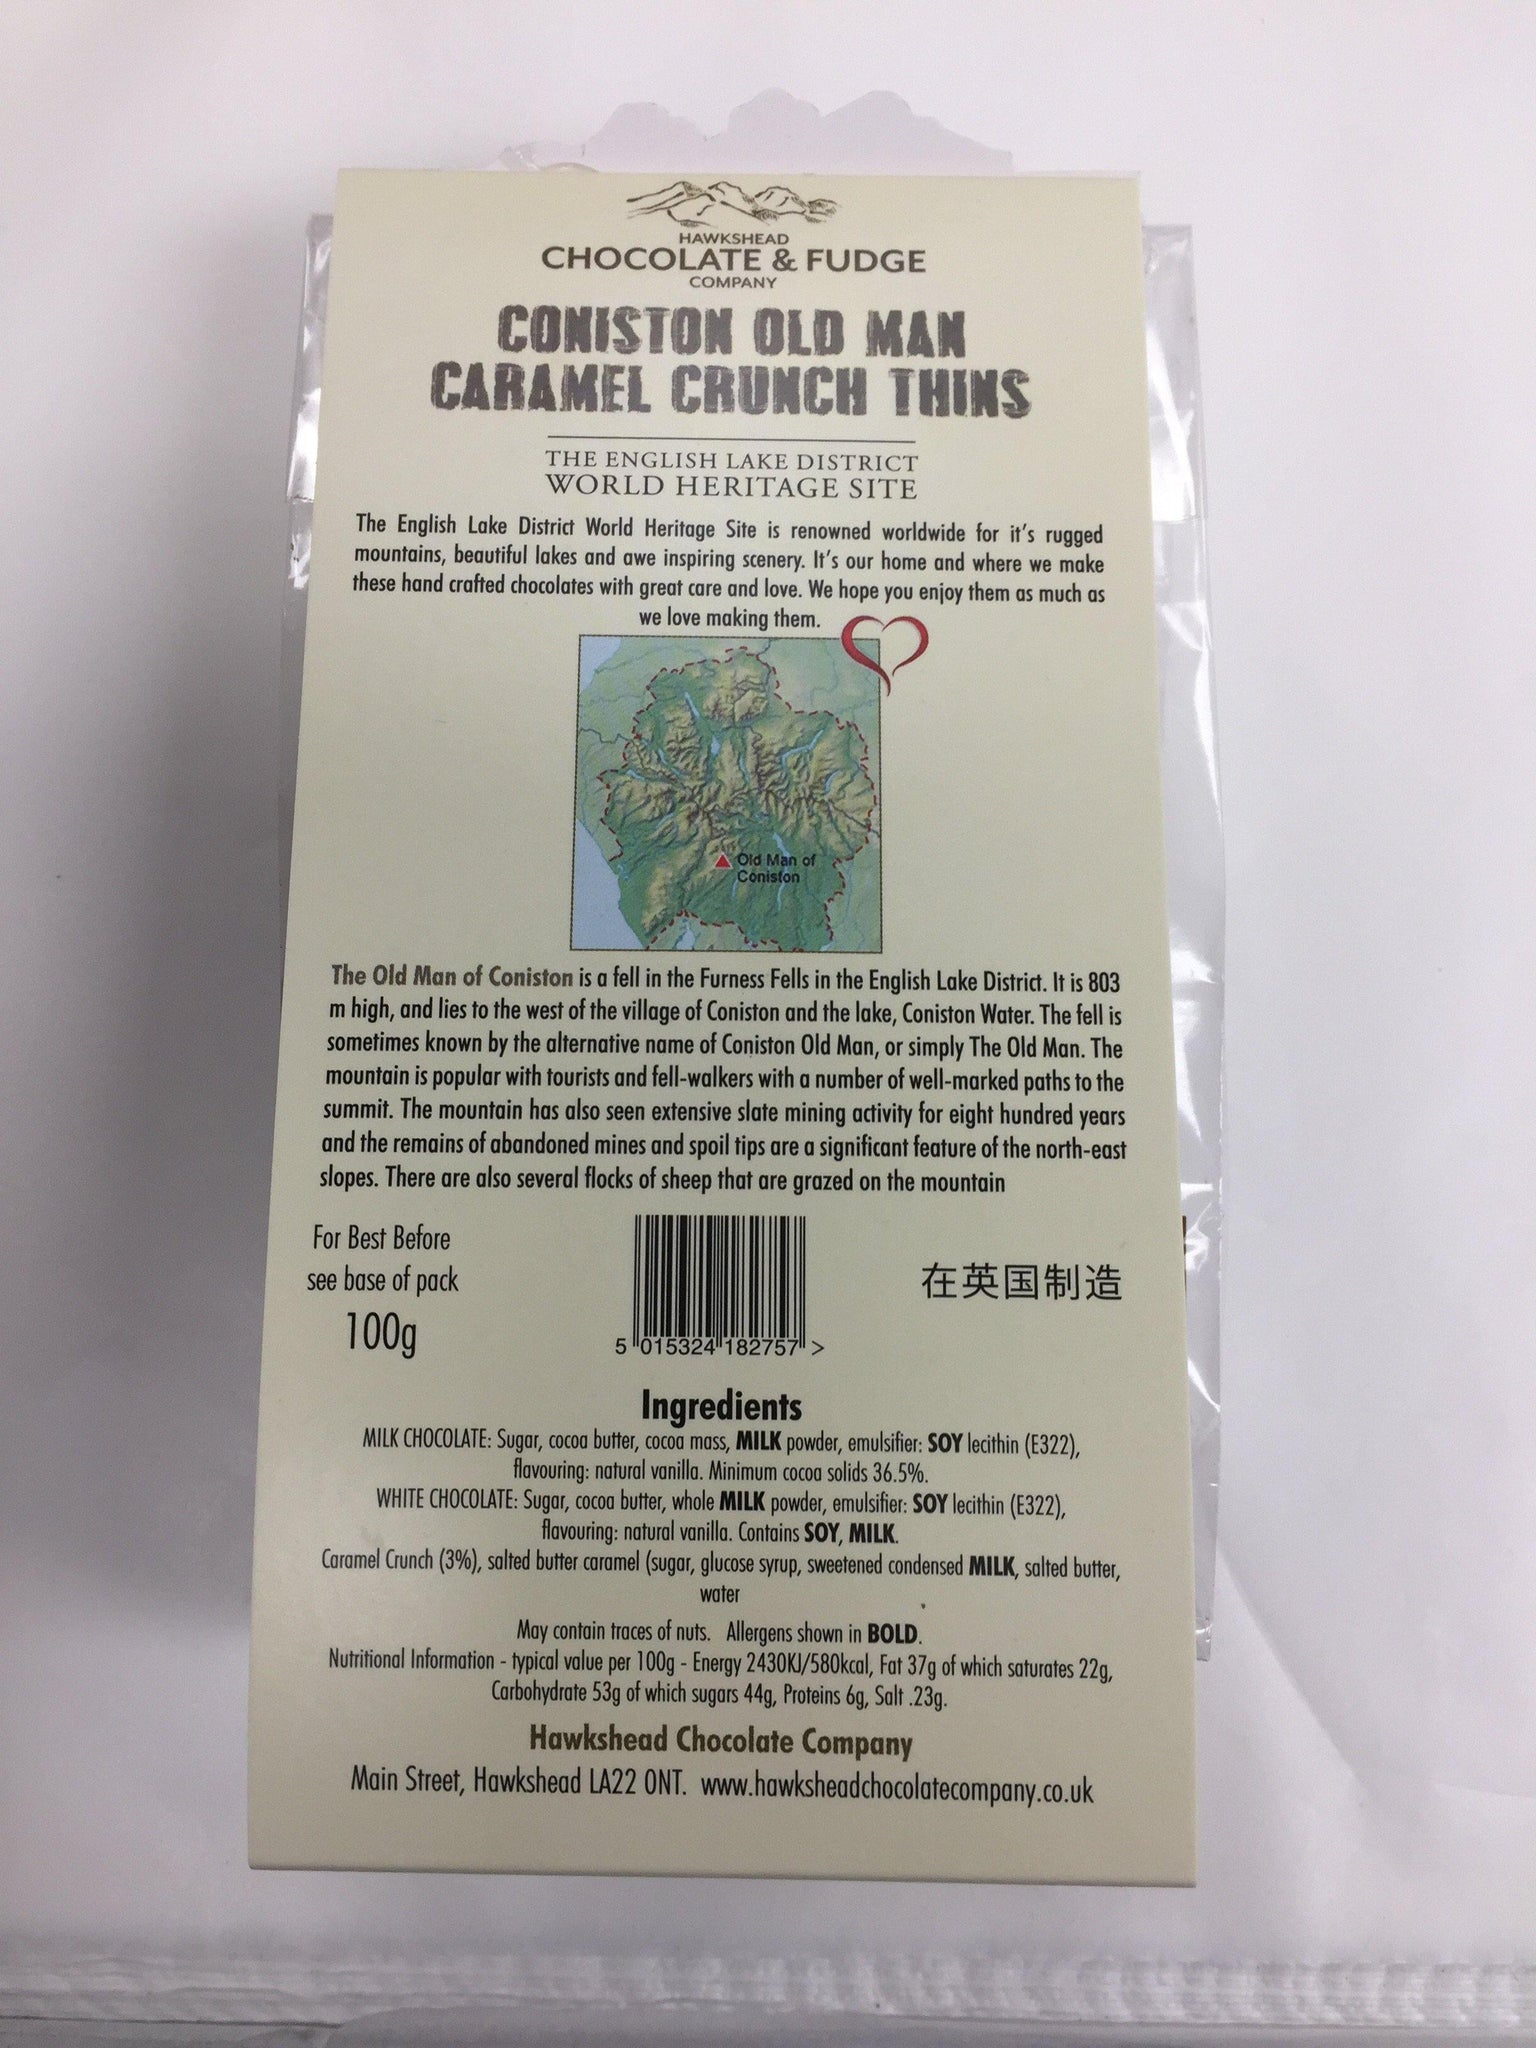 HAWKSHEAD
CHOCOLATE & FUDGE
COMPANY
CONISTON OLD MAN
CARAMEL CRUNCH THINS
THE ENGLISH LAKE DISTRICT
WORLD HERITAGE SITE
The English Lake District World Heritage Site is renowned worldwide for it's rugged
mountains, beautiful lakes and awe inspiring scenery. It's our home and where we make
these hand crafted chocolates with great care and love. We hope you enjoy them as much as
we love making them.
Old Man of
Coniston
The Old Man of Coniston is a fell in the Furness Fells in the English Lake District. It is 803
m high, and lies to the west of the village of Coniston and the lake, Coniston Water. The fell is
sometimes known by the alternative name of Coniston Old Man, or simply The Old Man. The
mountain is popular with tourists and fell-walkers with a number of well-marked paths to the
summit. The mountain has also seen extensive slate mining activity for eight hundred years
and the remains of abandoned mines and spoil tips are a significant feature of the north-east
slopes. There are also several flocks of sheep that are grazed on the mountain
For Best Before
see base of pack
100g
5 015324 182757 >
在英国制造
Ingredients
MILK CHOCOLATE: Sugar, cocoa butter, cocoa mass, MILK powder, emulsifier: SOY lecithin (E322),
flavouring: natural vanilla. Minimum cocoa solids 36.5%.
WHITE CHOCOLATE: Sugar, cocoa butter, whole MILK powder, emulsifier: SOY lecithin (E322),
flavouring: natural vanilla. Contains SOY, MILK.
Caramel Crunch (3%), salted butter caramel (sugar, glucose syrup, sweetened condensed MILK, salted butter,
water
May contain traces of nuts. Allergens shown in BOLD.
Nutritional Information - typical value per 100g - Energy 2430KJ/580kcal, Fat 37g of which saturates 22g,
Carbohydrate 53g of which sugars 44g, Proteins 6g, Salt .23g.
Hawkshead Chocolate Company
Main Street, Hawkshead LA22 0NT. www.hawksheadchocolatecompany.co.uk